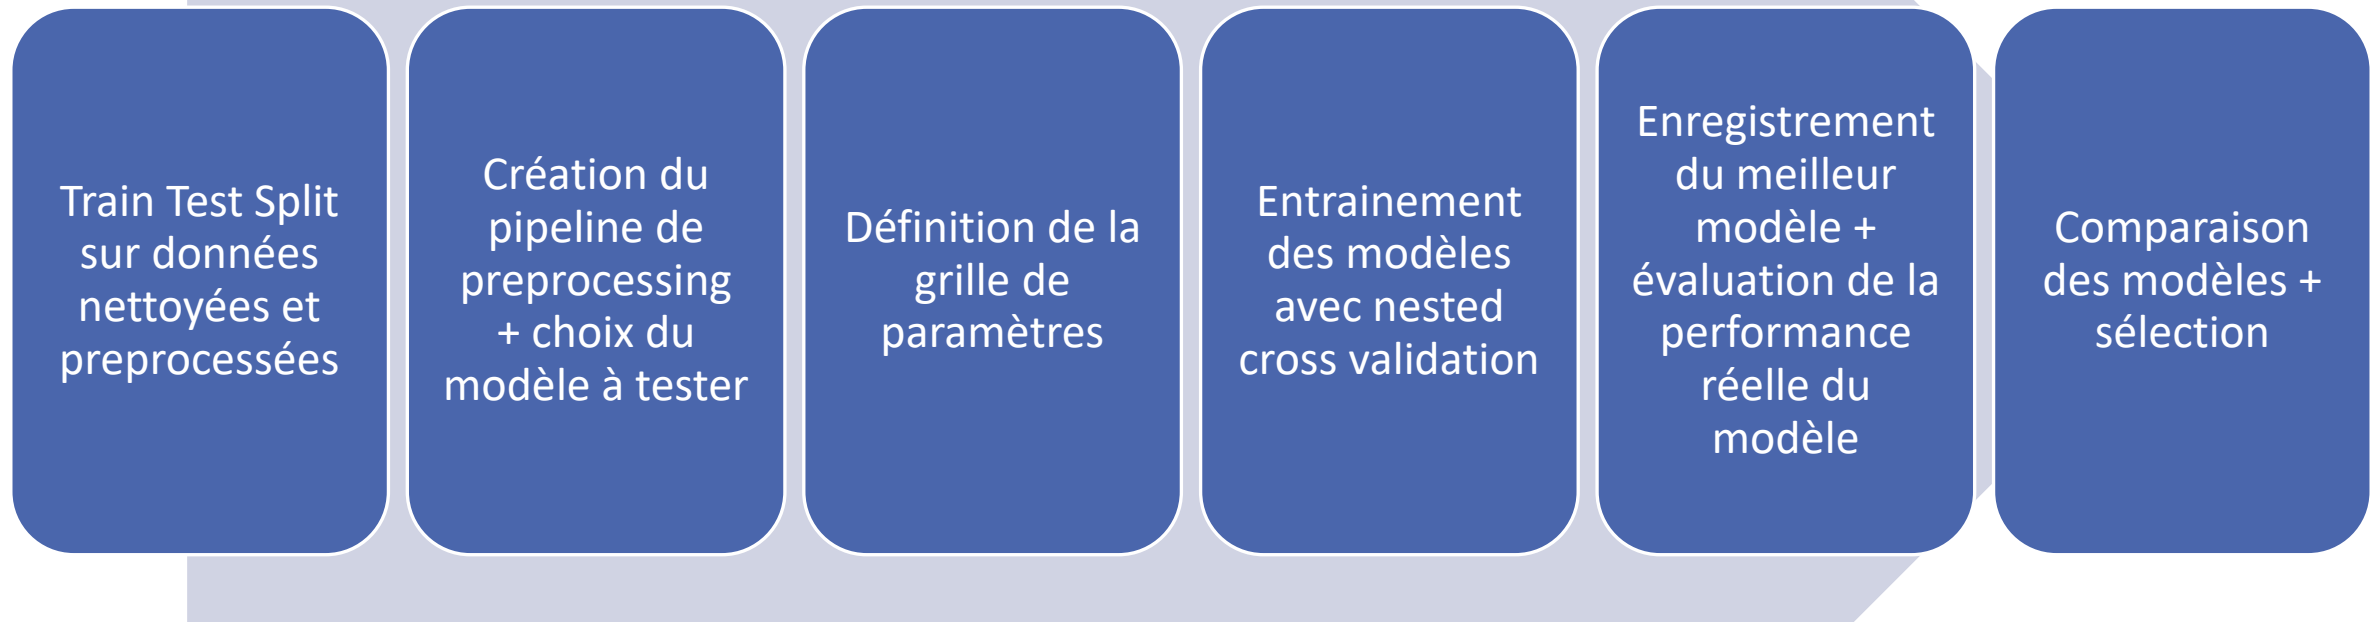 Train Test Split
sur données
nettoyées et
preprocessées
Création du
pipeline de
preprocessing
+ choix du
modèle à tester
Définition de la
grille de
paramètres
Entrainement
des modèles
avec nested
cross validation
Enregistrement
du meilleur
modèle +
évaluation de la
performance
réelle du
modèle
Comparaison
des modèles +
sélection